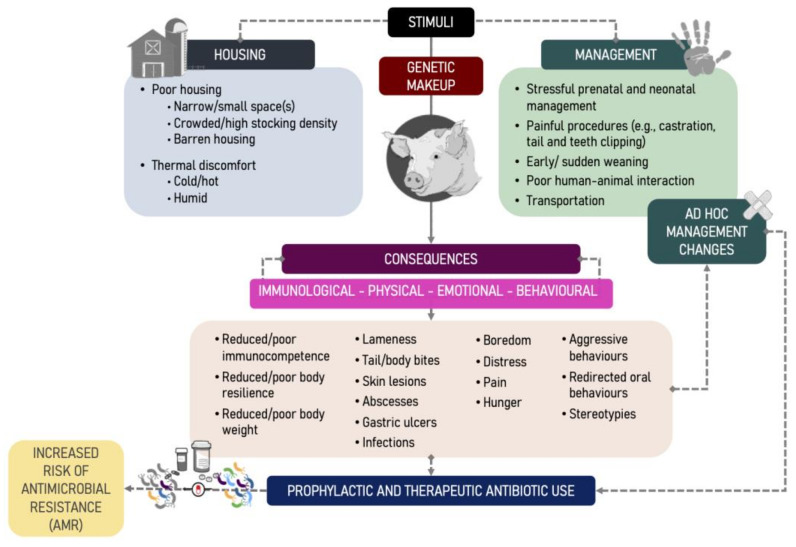 STIMULI
HOUSING
• Poor housing
• Narrow/small space(s)
• Crowded/high stocking density
• Barren housing
• Thermal discomfort
• Cold/hot
• Humid
GENETIC
MAKEUP
MANAGEMENT
• Stressful prenatal and neonatal
management
• Painful procedures (e.g., castration,
tail and teeth clipping)
• Early/ sudden weaning
• Poor human-animal interaction
• Transportation
AD HOC
MANAGEMENT
CHANGES
CONSEQUENCES
IMMUNOLOGICAL - PHYSICAL - EMOTIONAL - BEHAVIOURAL
• Reduced/poor
immunocompetence
• Reduced/poor body
resilience
• Reduced/poor body
weight
• Lameness
• Tail/body bites
• Skin lesions
• Abscesses
• Gastric ulcers
• Infections
• Boredom
• Distress
• Pain
• Hunger
• Aggressive
behaviours
• Redirected oral
behaviours
• Stereotypies
PROPHYLACTIC AND THERAPEUTIC ANTIBIOTIC USE
INCREASED
RISK OF
ANTIMICROBIAL
RESISTANCE
(AMR)